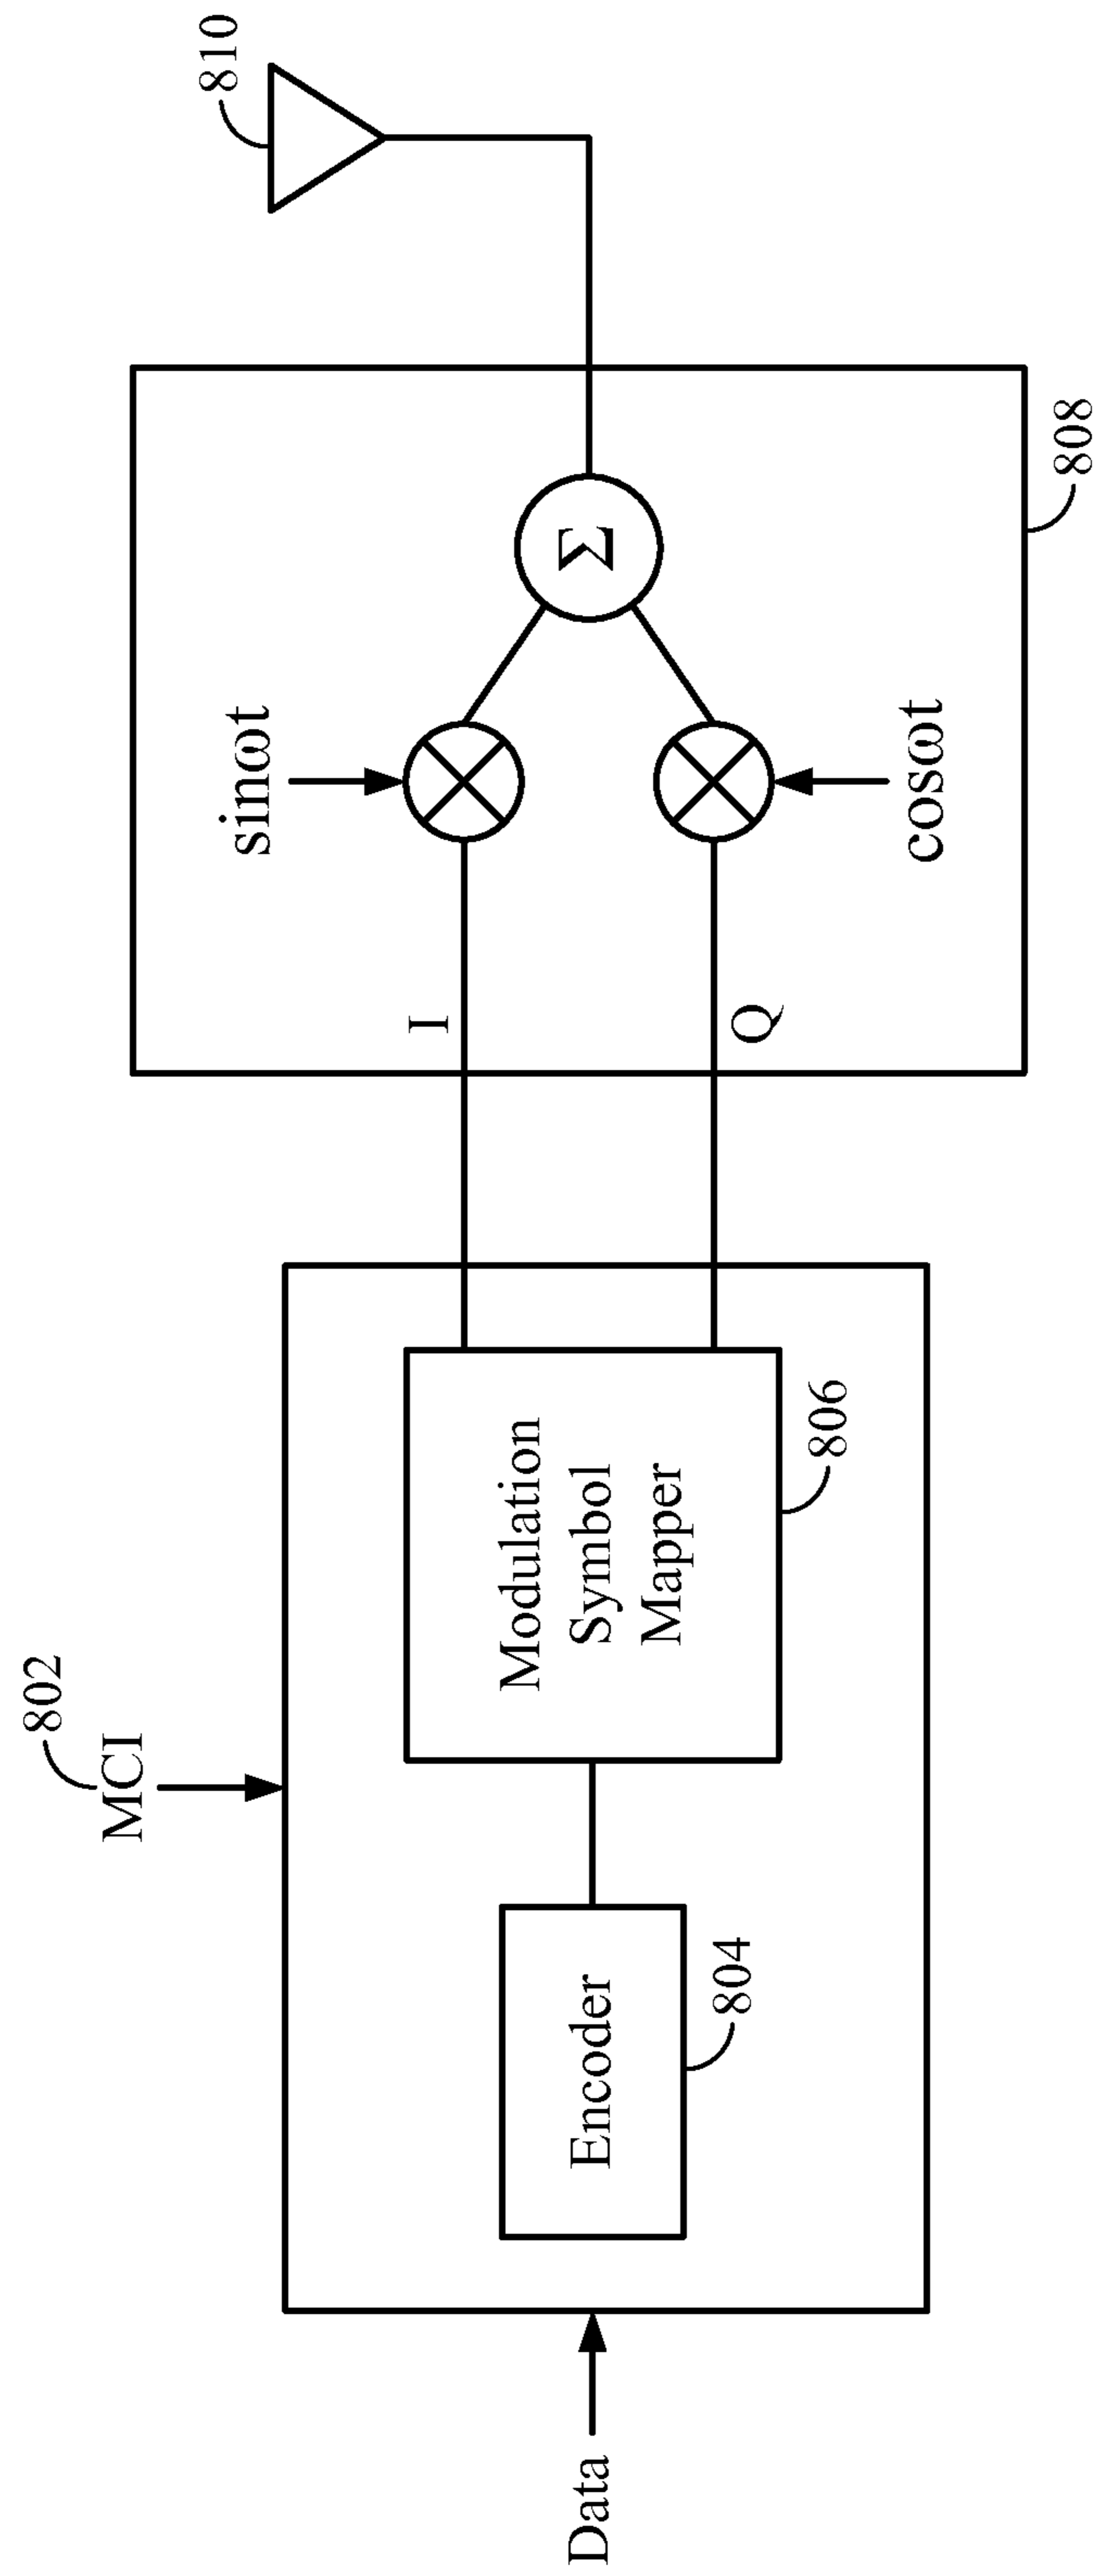 802
MCI
Data
Encoder
804
Modulation
Symbol
Mapper
806
I
Q
sinωt
cosωt
Σ
808
810